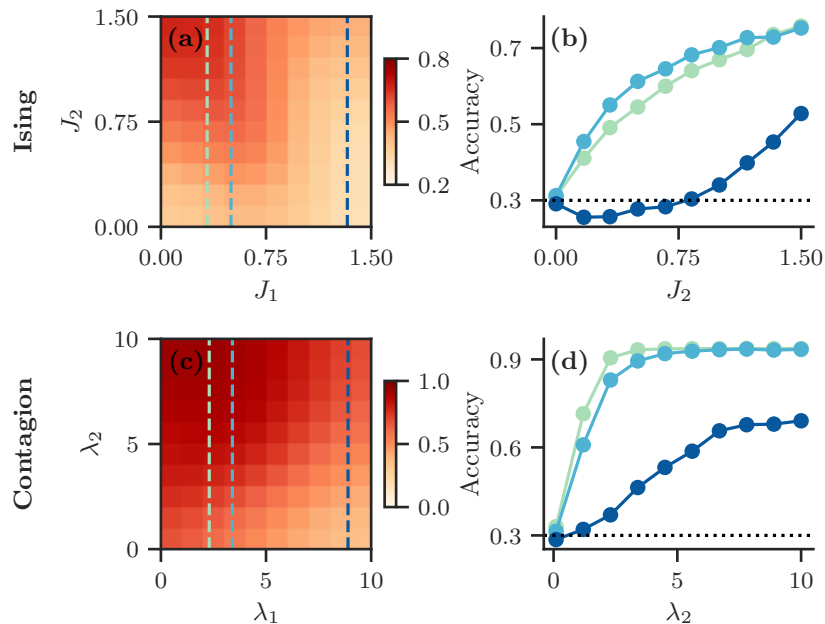 Ising
(a)
1.50
0.75
0.00
J₂
0.00 0.75 1.50
J₁
0.8
0.5
0.2
(b)
Accuracy
0.7
0.5
0.3
0.00 0.75 1.50
J₂
Contagion
(c)
10
5
0
λ₂
0 5 10
λ₁
1.0
0.5
0.0
(d)
Accuracy
0.9
0.6
0.3
0 5 10
λ₂